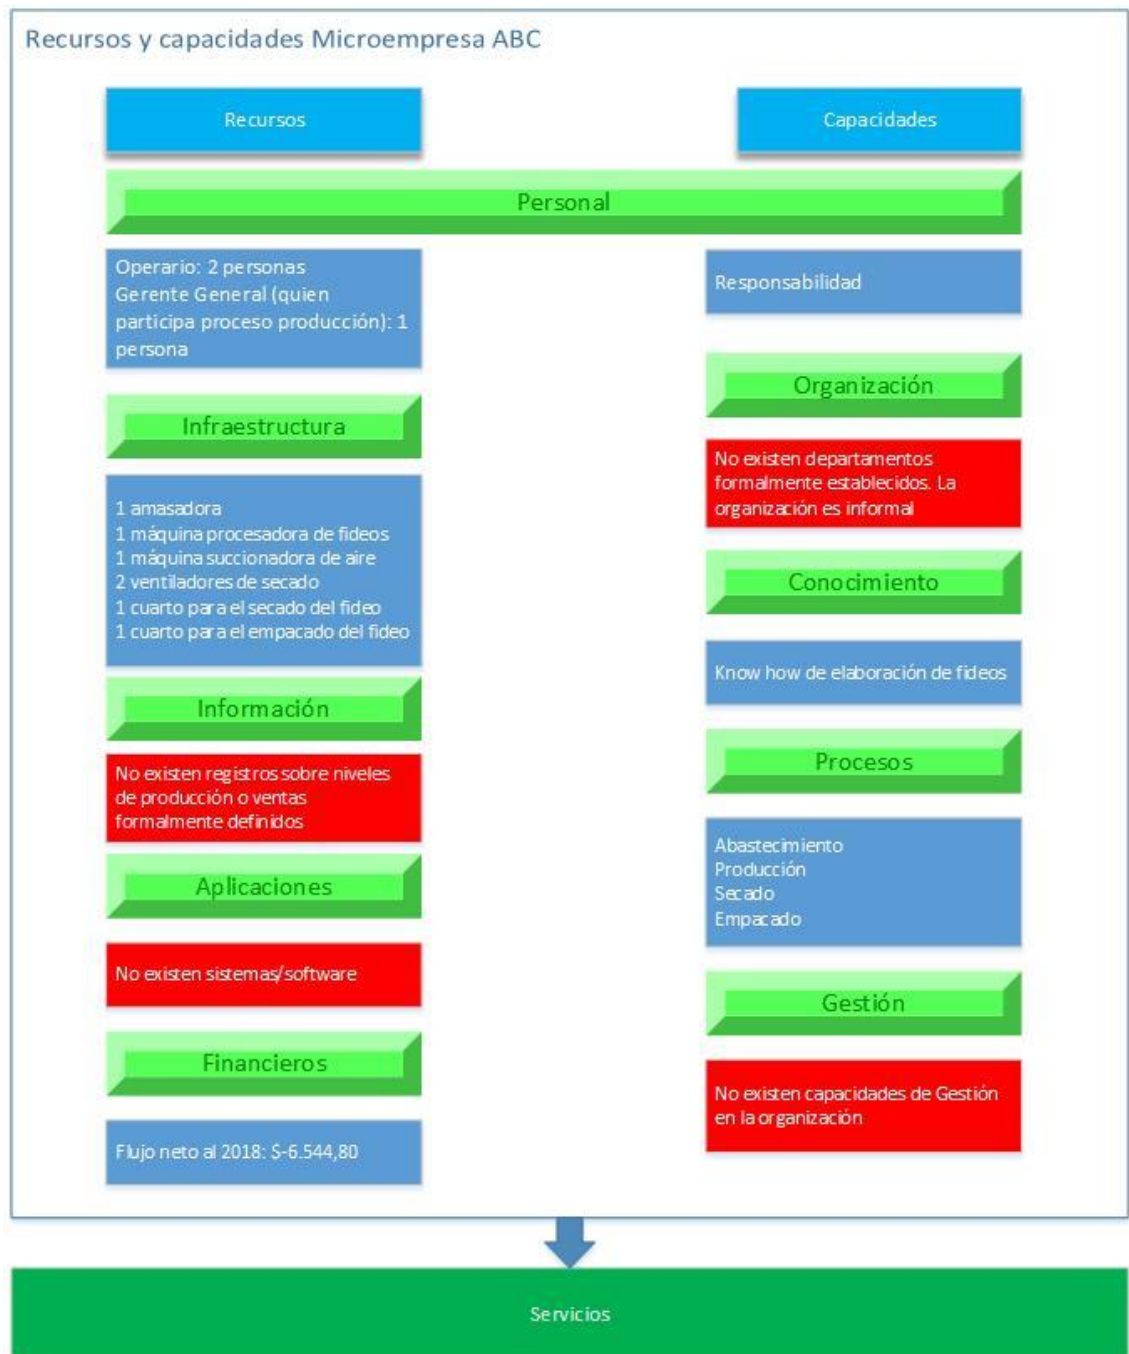 Recursos y capacidades Microempresa ABC
Recursos
Capacidades
Personal
Operario: 2 personas
Gerente General (quien
participa proceso producción): 1
persona
Responsabilidad
Infraestructura
1 amasadora
1 máquina procesadora de fideos
1 máquina succionadora de aire
2 ventiladores de secado
1 cuarto para el secado del fideo
1 cuarto para el empacado del fideo
Información
No existen registros sobre niveles
de producción o ventas
formalmente definidos
Aplicaciones
No existen sistemas/software
Financieros
Flujo neto al 2018: $-6.544,80
Organización
No existen departamentos
formalmente establecidos. La
organización es informal
Conocimiento
Know how de elaboración de fideos
Procesos
Abastecimiento
Producción
Secado
Empacado
Gestión
No existen capacidades de Gestión
en la organización
Servicios